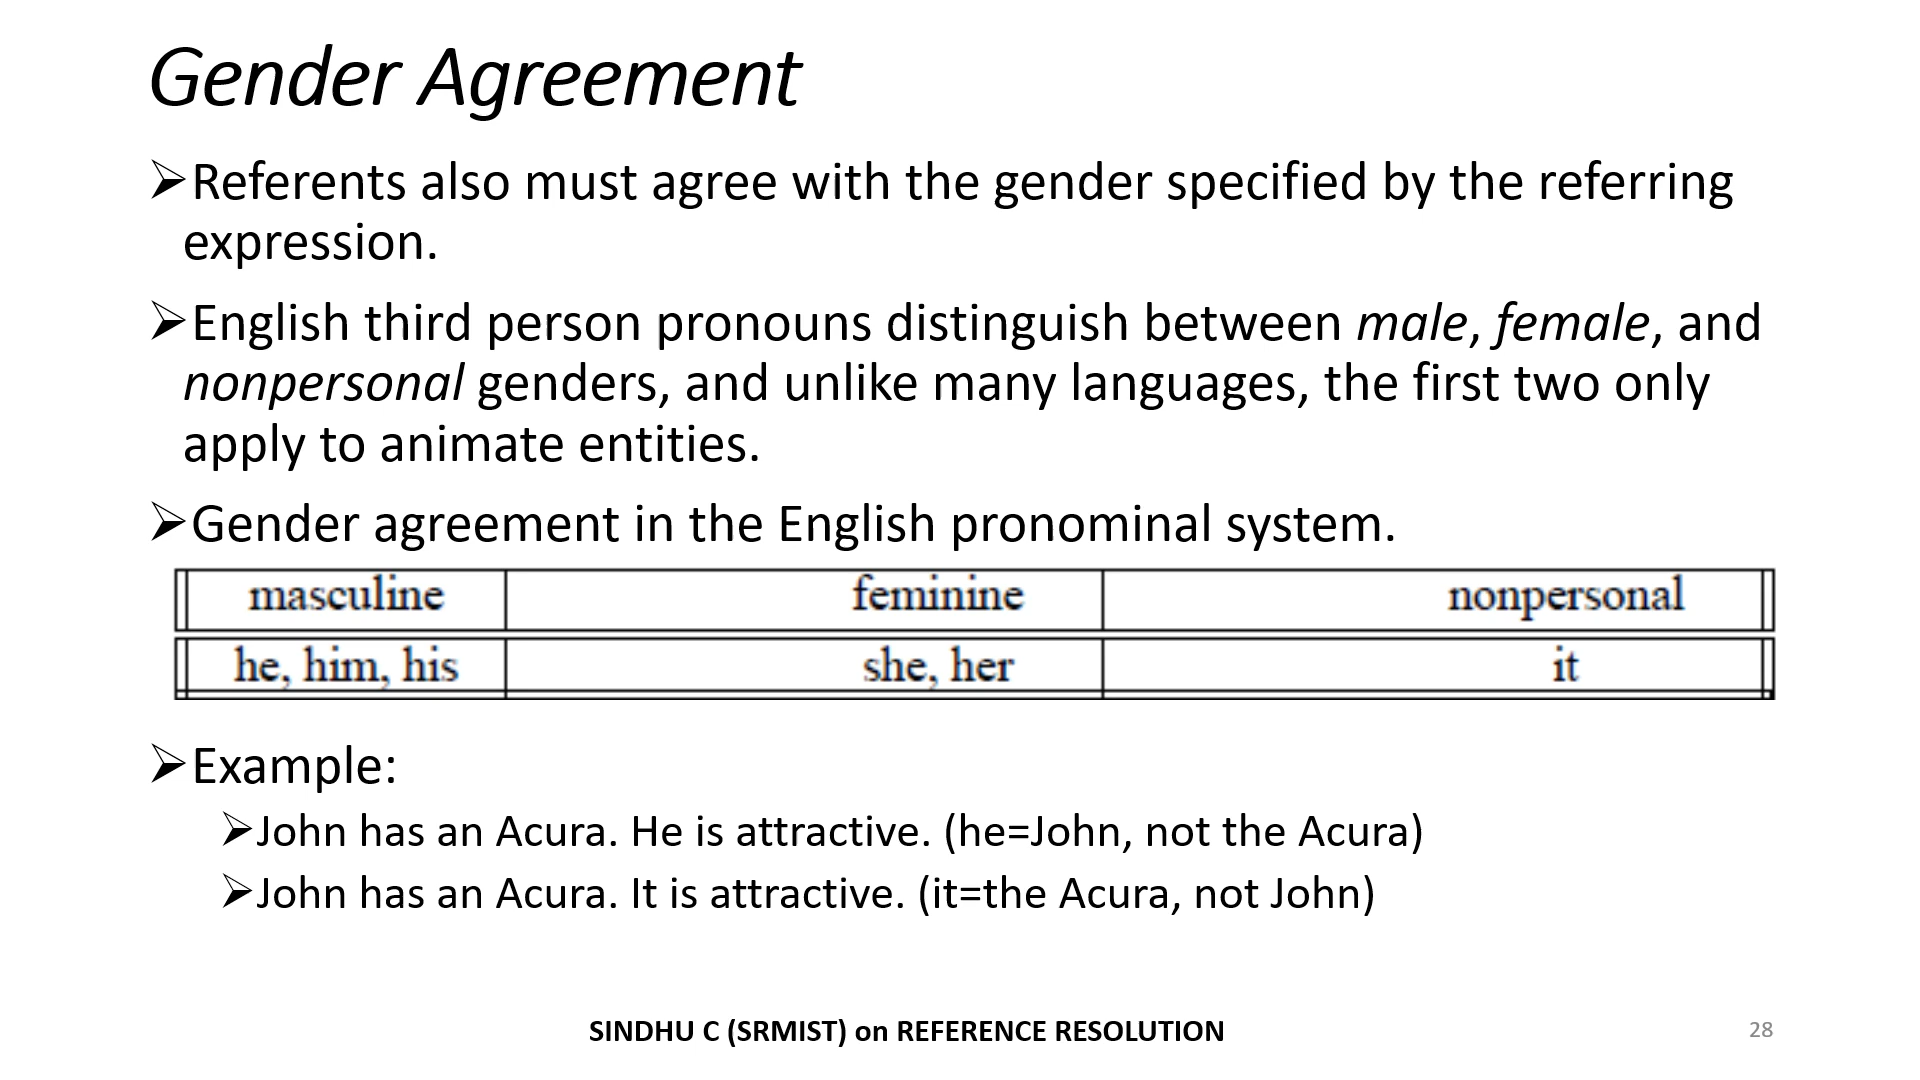 Gender Agreement
➢Referents also must agree with the gender specified by the referring
expression.
➢English third person pronouns distinguish between male, female, and
nonpersonal genders, and unlike many languages, the first two only
apply to animate entities.
➢Gender agreement in the English pronominal system.
masculine feminine nonpersonal
he, him, his she, her it
➢Example:
➢John has an Acura. He is attractive. (he=John, not the Acura)
➢John has an Acura. It is attractive. (it=the Acura, not John)
SINDHU C (SRMIST) on REFERENCE RESOLUTION 28